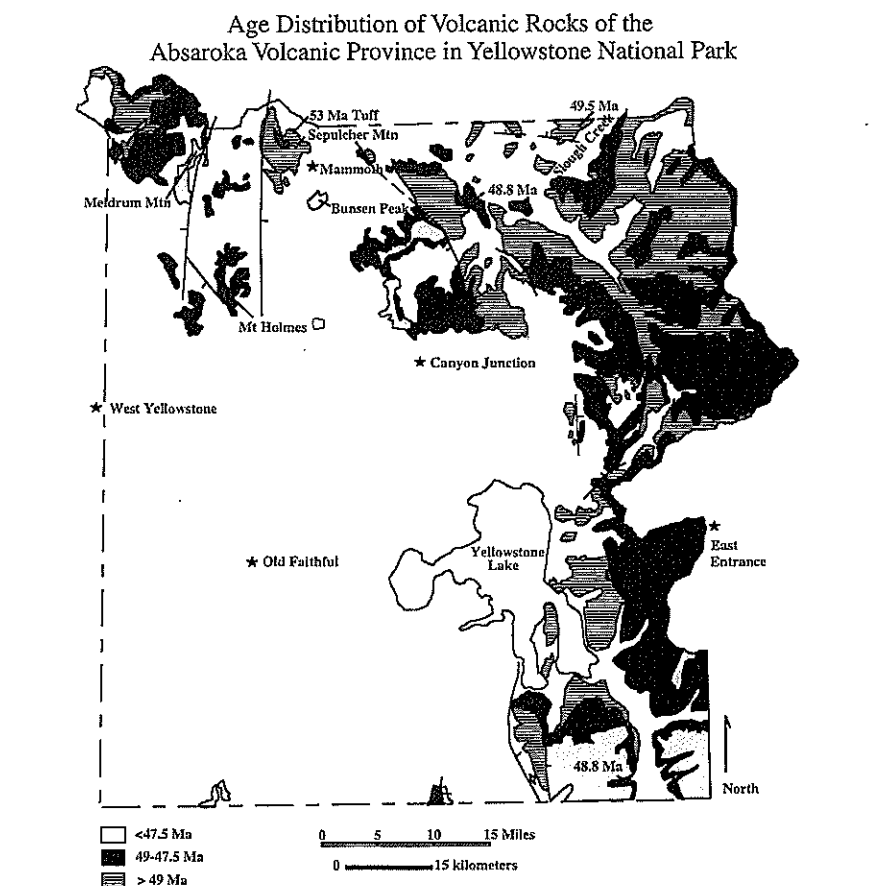 Age Distribution of Volcanic Rocks of the
Absaroka Volcanic Province in Yellowstone National Park
53 Ma Tuff
Sepulcher Mtn
49.5 Ma
Slough Creek
Mammoth
48.8 Ma
Meldrum Mtn
Bunsen Peak
Mt Holmes
Canyon Junction
West Yellowstone
East
Entrance
Yellowstone
Lake
Old Faithful
48.8 Ma
North
<47.5 Ma
49-47.5 Ma
> 49 Ma
0 5 10 15 Miles
0 15 kilometers